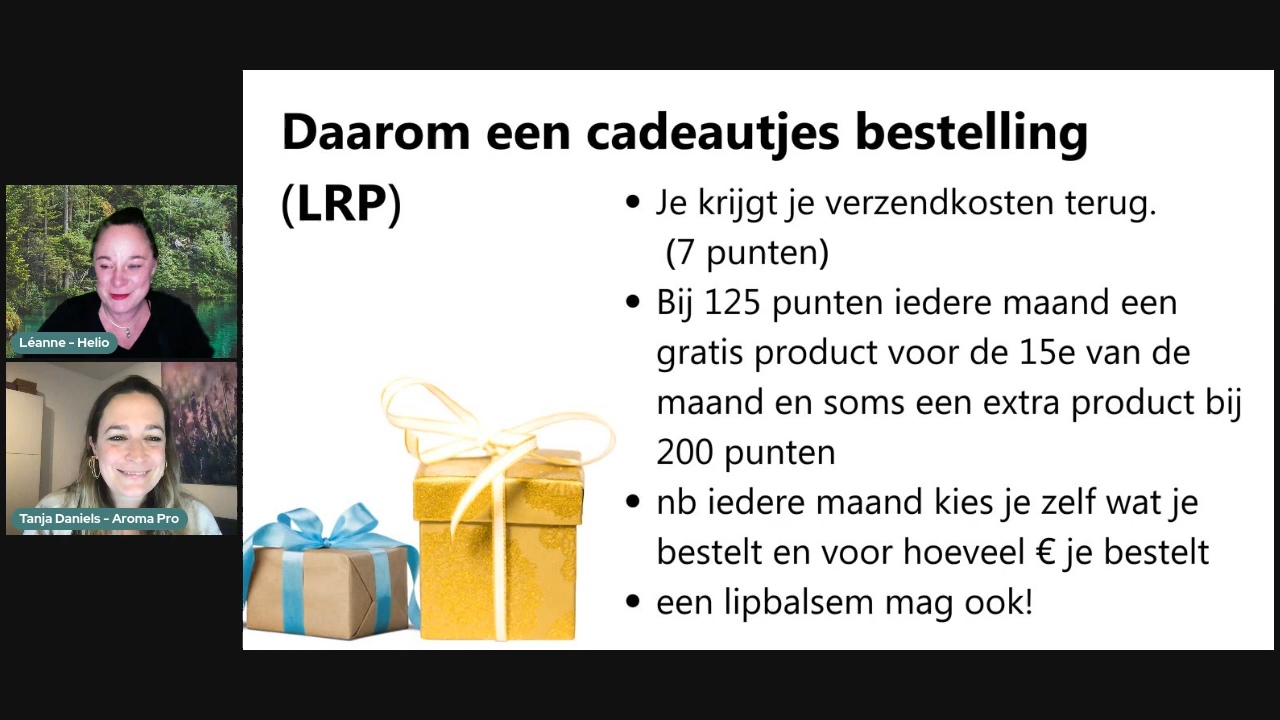 Daarom een cadeautjes bestelling
(LRP)
• Je krijgt je verzendkosten terug.
(7 punten)
• Bij 125 punten iedere maand een
gratis product voor de 15e van de
maand en soms een extra product bij
200 punten
• nb iedere maand kies je zelf wat je
bestelt en voor hoeveel € je bestelt
• een lipbalsem mag ook!
Léanne - Helio
Tanja Daniels - Aroma Pro